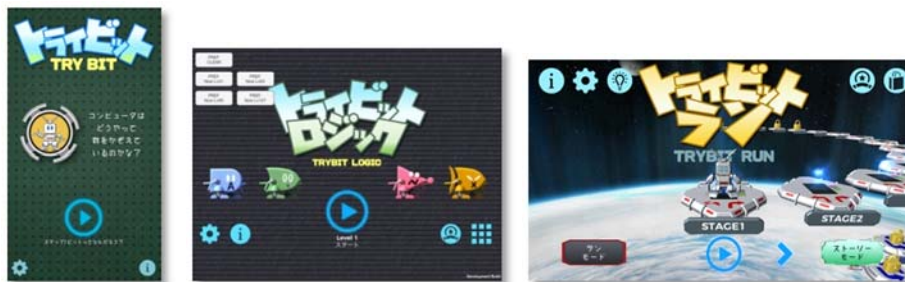 トライビット
TRY BIT
コンピュータは
どうやって
数をかぞえて
いるのかな?
トライビット
ロジック
TRYBIT LOGIC
Level 1
スタート
Development Build
トライビット
ラン
TRYBIT RUN
STAGE1
STAGE2
ラン
モード
ストーリー
モード